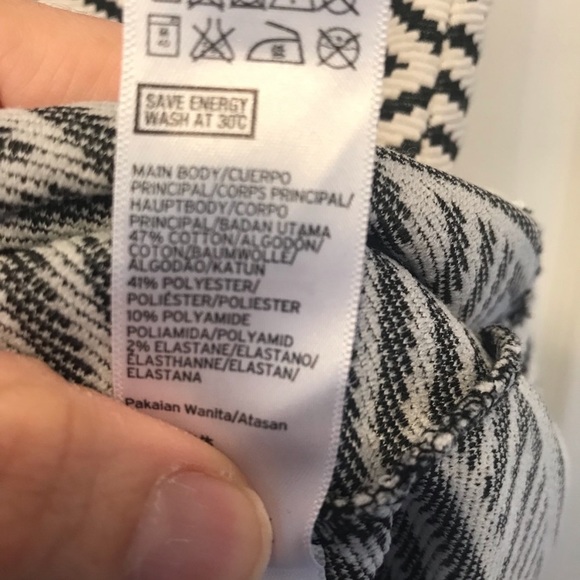 SAVE ENERGY
WASH AT 30°C
MAIN BODY/CUERPO
PRINCIPAL/CORPS PRINCIPAL/
HAUPTBODY/CORPO
PRINCIPAL/BADAN UTAMA
47% COTTON/ALGODÓN/
COTON/BAUMWOLLE/
ALGODÃO/KATUN
41% POLYESTER/
POLIÉSTER/POLIESTER
10% POLYAMIDE
POLIAMIDA/POLYAMID
2% ELASTANE/ELASTANO/
ÉLASTHANNE/ELASTAN/
ELASTANA
Pakaian Wanita/Atasan